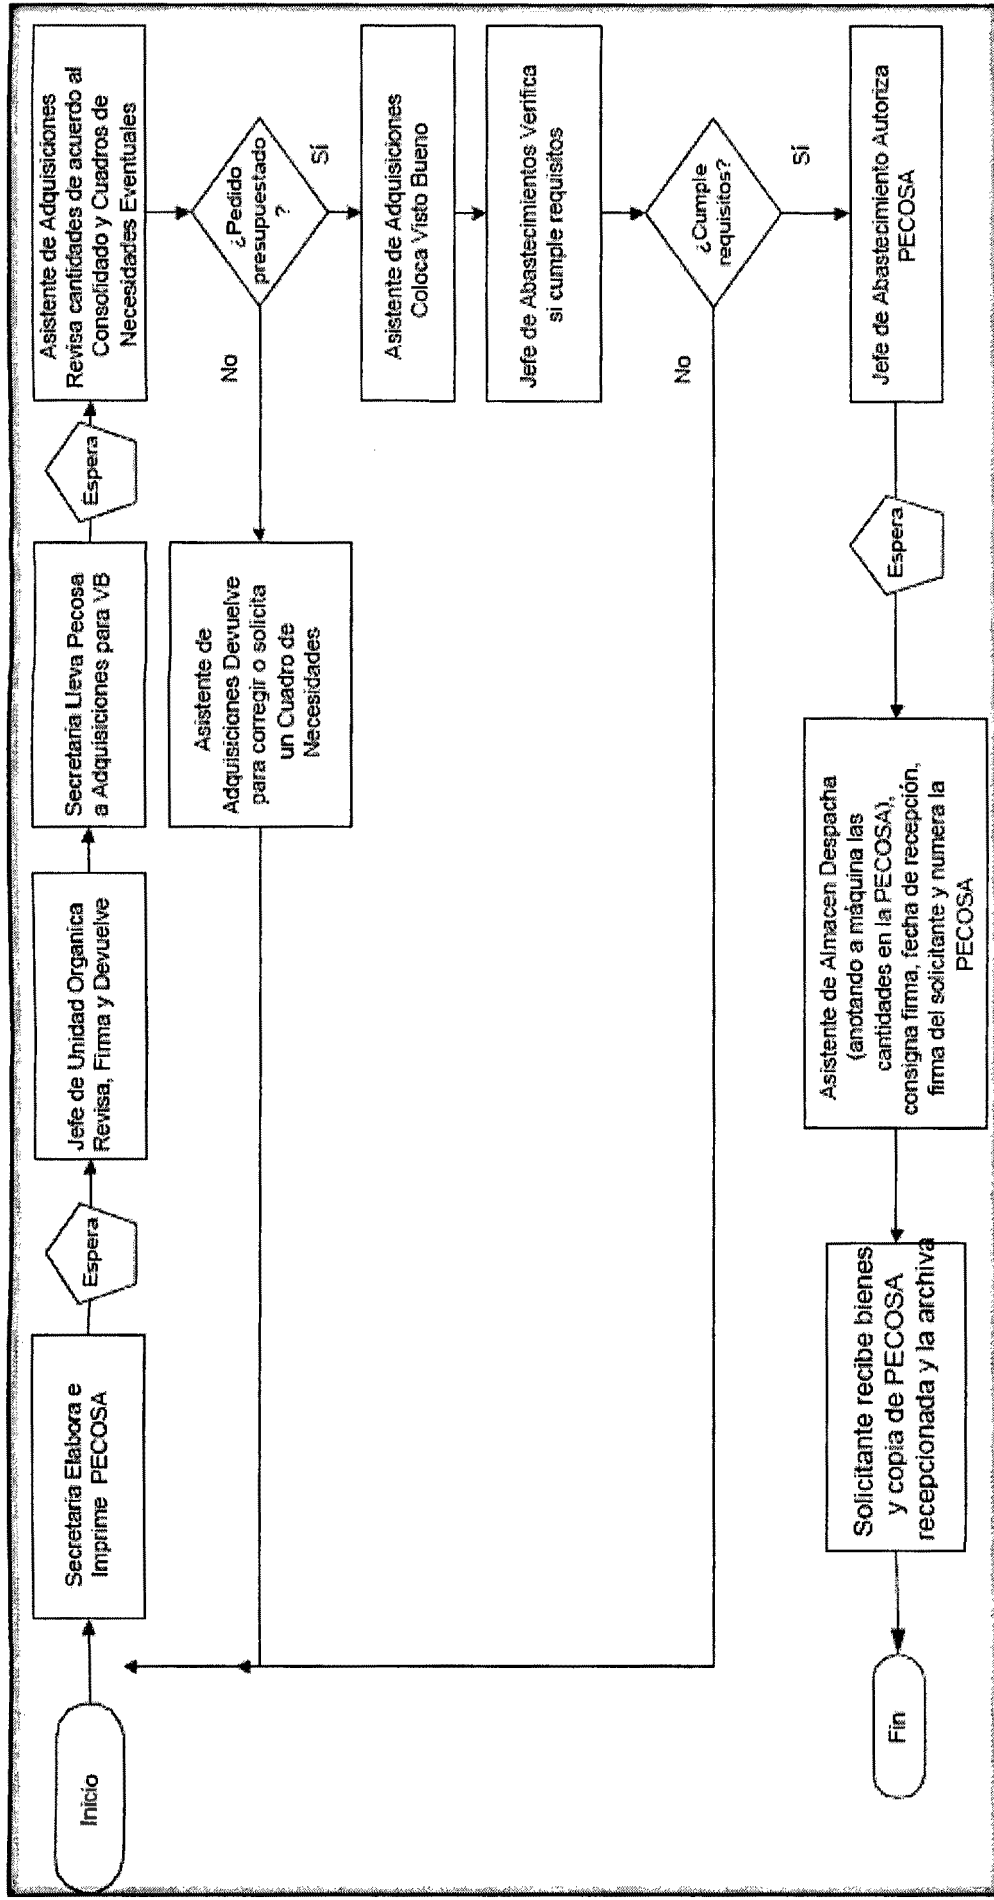 Inicio
Secretaria Elabora e
Imprime PECOSA
Espera
Jefe de Unidad Organica
Revisa, Firma y Devuelve
Secretaria Lleva Pecosa
a Adquisiciones para VB
Espera
Asistente de Adquisiciones
Revisa cantidades de acuerdo al
Consolidado y Cuadros de
Necesidades Eventuales
¿Pedido
presupuestado
?
No
Sí
Asistente de
Adquisiciones Devuelve
para corregir o solicita
un Cuadro de
Necesidades
Asistente de Adquisiciones
Coloca Visto Bueno
Jefe de Abastecimientos Verifica
si cumple requisitos
¿Cumple
requisitos?
No
Sí
Jefe de Abastecimiento Autoriza
PECOSA
Espera
Asistente de Almacen Despacha
(anotando a máquina las
cantidades en la PECOSA),
consigna firma, fecha de recepción,
firma del solicitante y numera la
PECOSA
Solicitante recibe bienes
y copia de PECOSA
recepcionada y la archiva
Fin